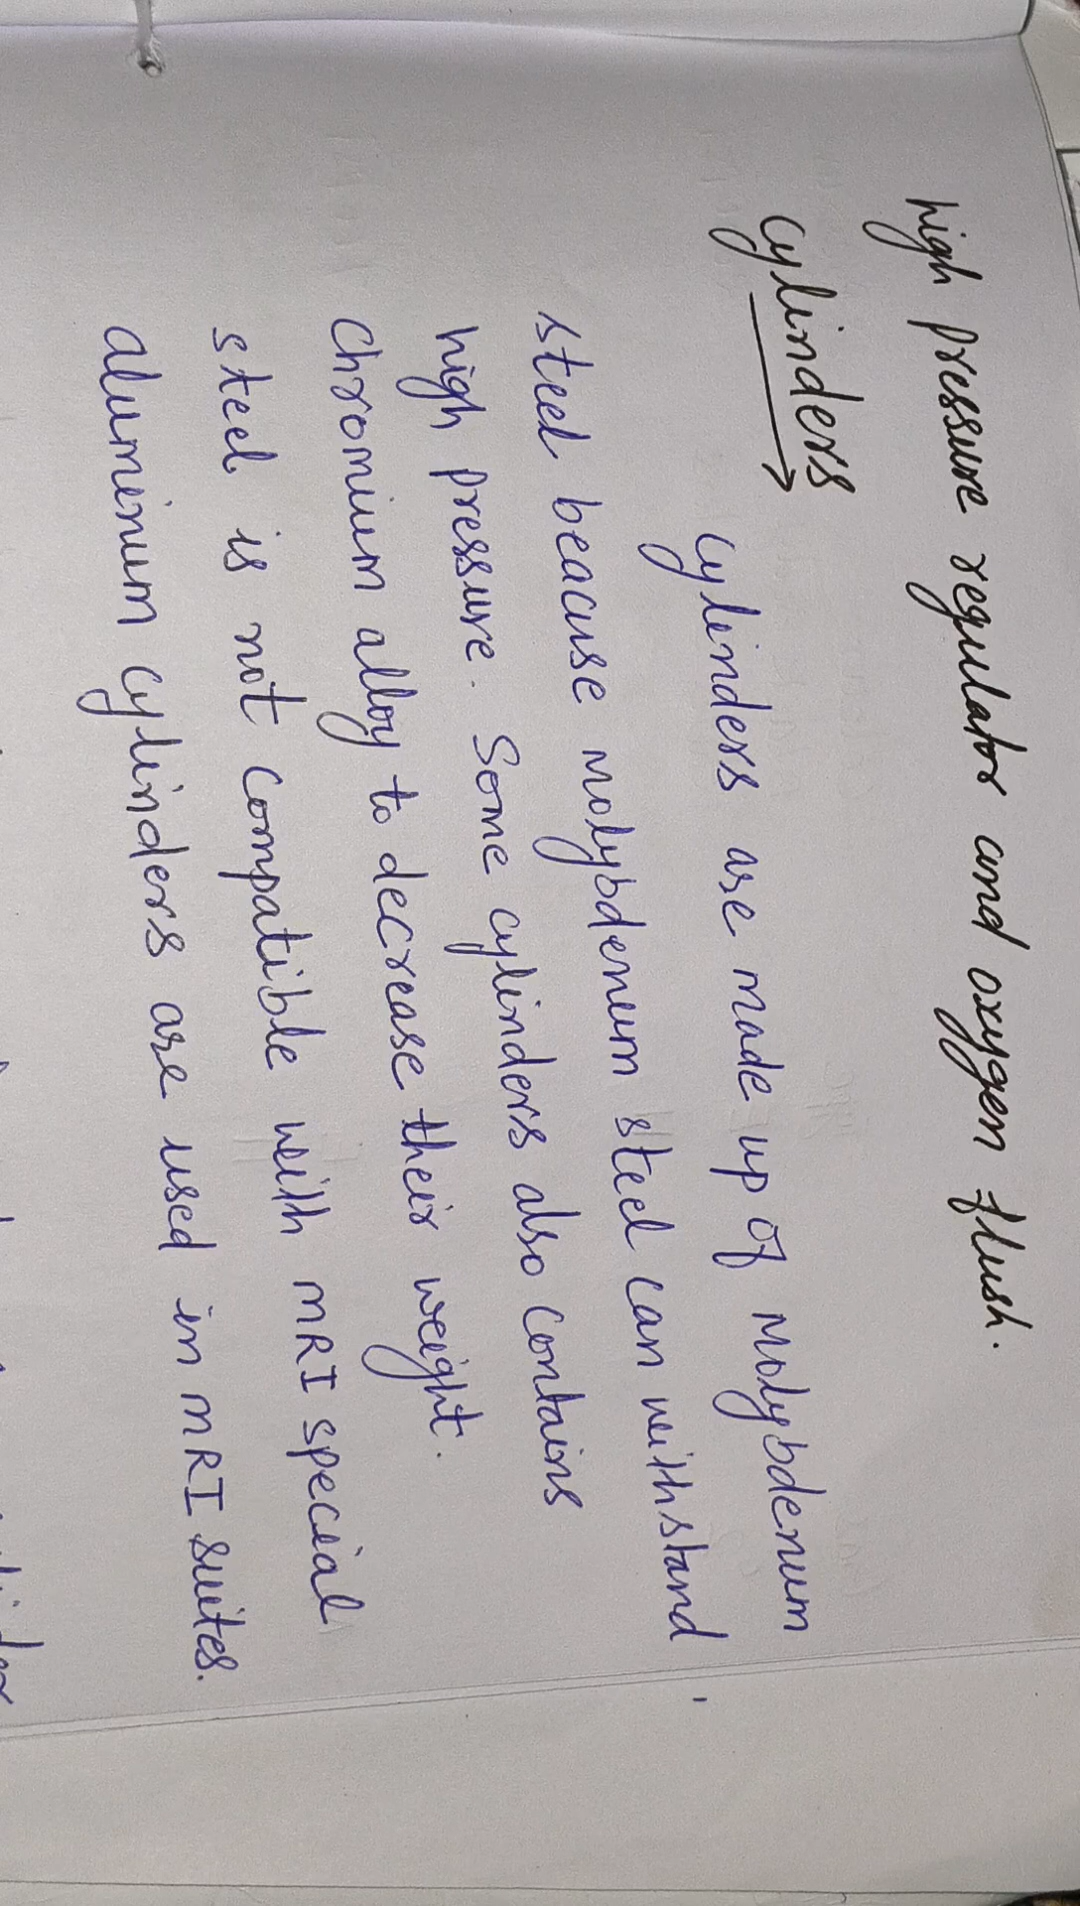 high pressure regulator and oxygen flush.
Cylinders
Cylinders are made up of Molybdenum
steel beacuse molybdenum steel can withstand
high pressure. Some cylinders also contains
Chromium alloy to decrease their weight.
steel is not compatible with MRI special
aluminum cylinders are used in MRI suites.